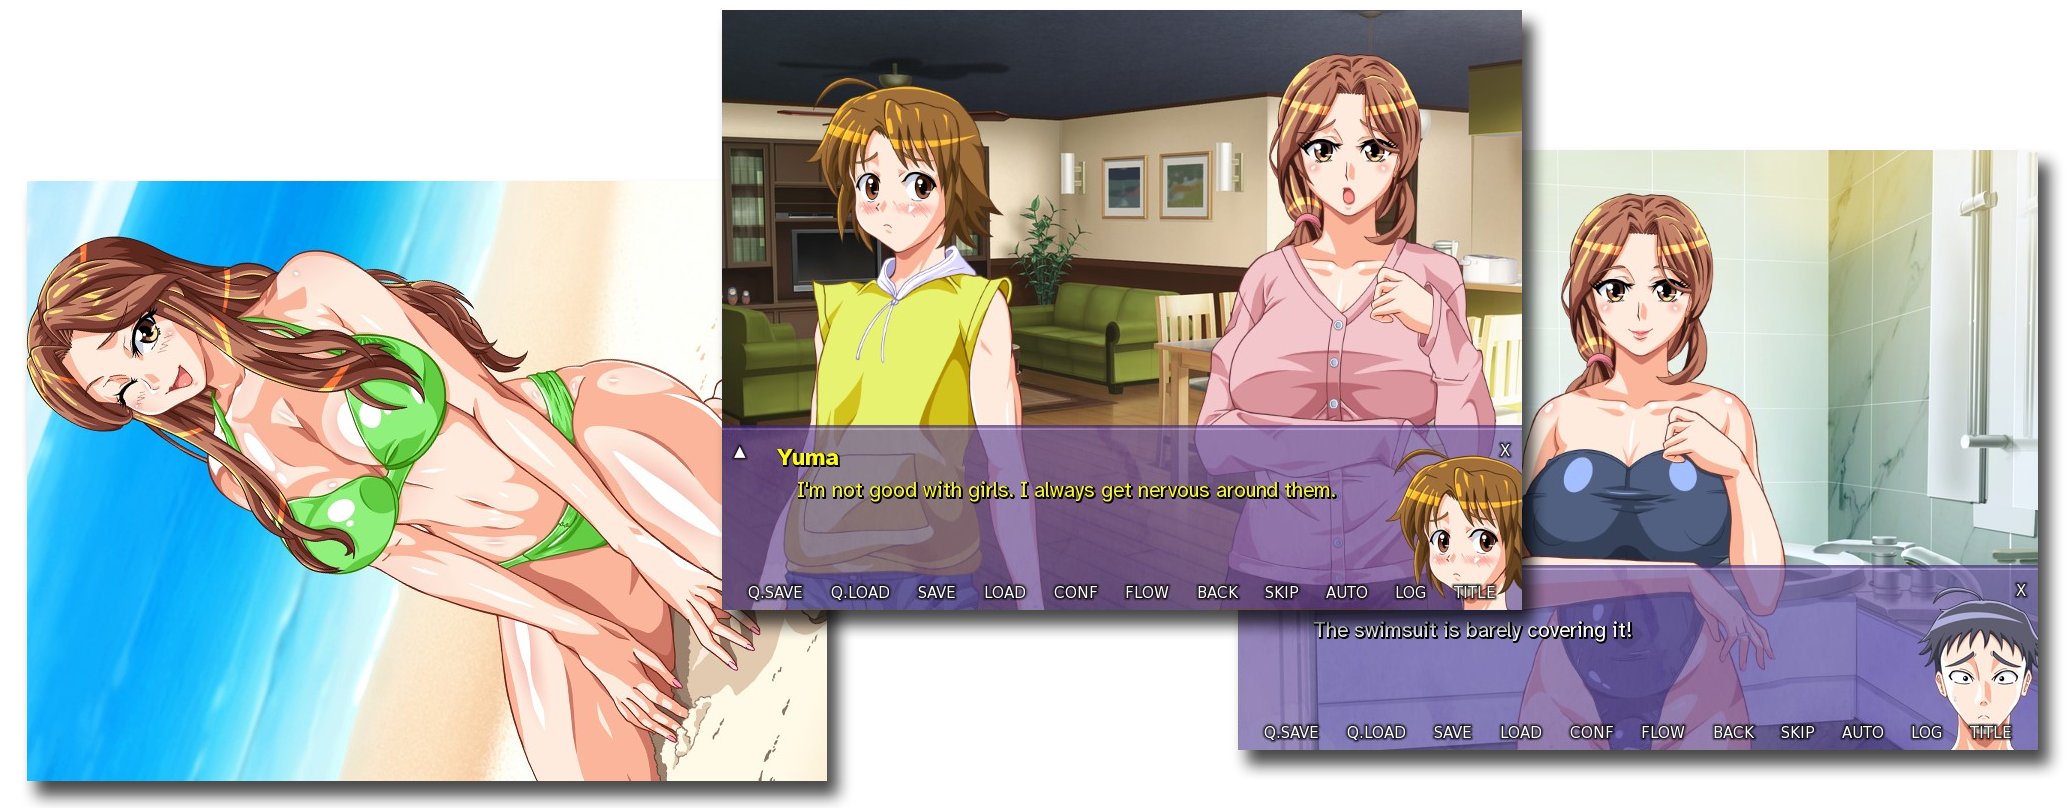 ▲ Yuma X
I'm not good with girls. I always get nervous around them.
Q.SAVE Q.LOAD SAVE LOAD CONF FLOW BACK SKIP AUTO LOG TITLE
X
The swimsuit is barely covering it!
Q.SAVE Q.LOAD SAVE LOAD CONF FLOW BACK SKIP AUTO LOG TITLE